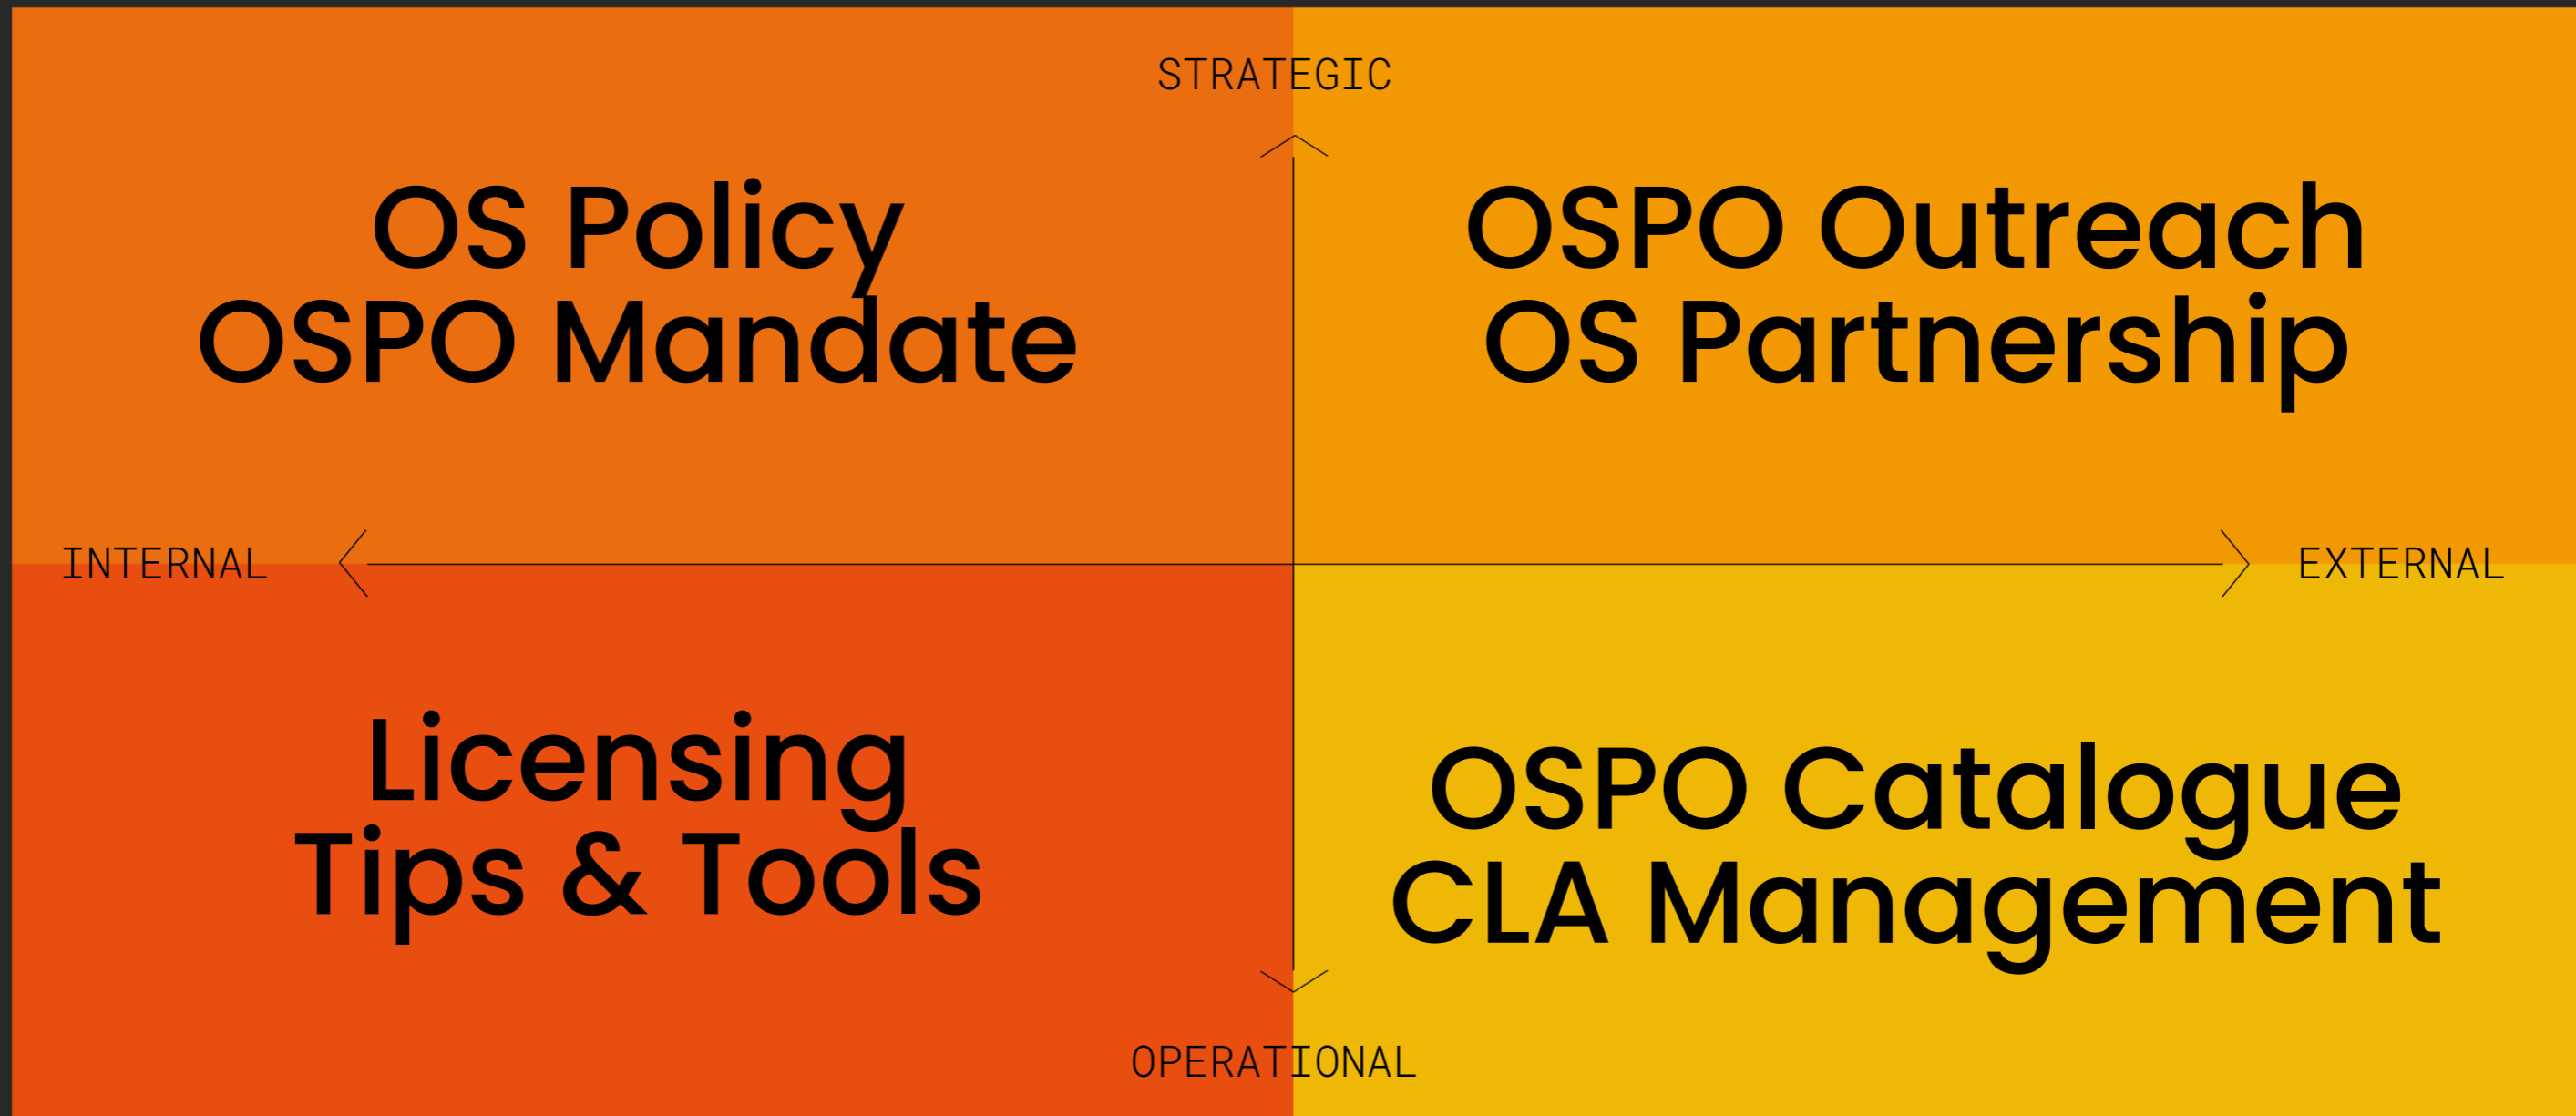 STRATEGIC
OS Policy
OSPO Mandate
OSPO Outreach
OS Partnership
INTERNAL
EXTERNAL
Licensing
Tips & Tools
OSPO Catalogue
CLA Management
OPERATIONAL